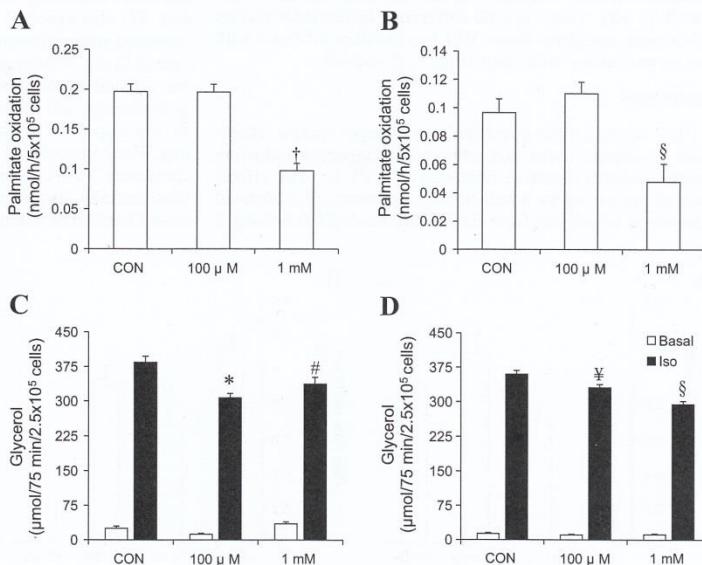 A
Palmitate oxidation
(nmol/h/5x10⁵ cells)
0.25
0.2
0.15
0.1
0.05
0
†
CON
100 µ M
1 mM
B
Palmitate oxidation
(nmol/h/5x10⁵ cells)
0.14
0.12
0.1
0.08
0.06
0.04
0.02
0
§
CON
100 µ M
1 mM
C
Glycerol
(µmol/75 min/2.5x10⁵ cells)
450
375
300
225
150
75
0
*
#
CON
100 µ M
1 mM
D
Glycerol
(µmol/75 min/2.5x10⁵ cells)
450
375
300
225
150
75
0
¥
§
Basal
Iso
CON
100 µ M
1 mM